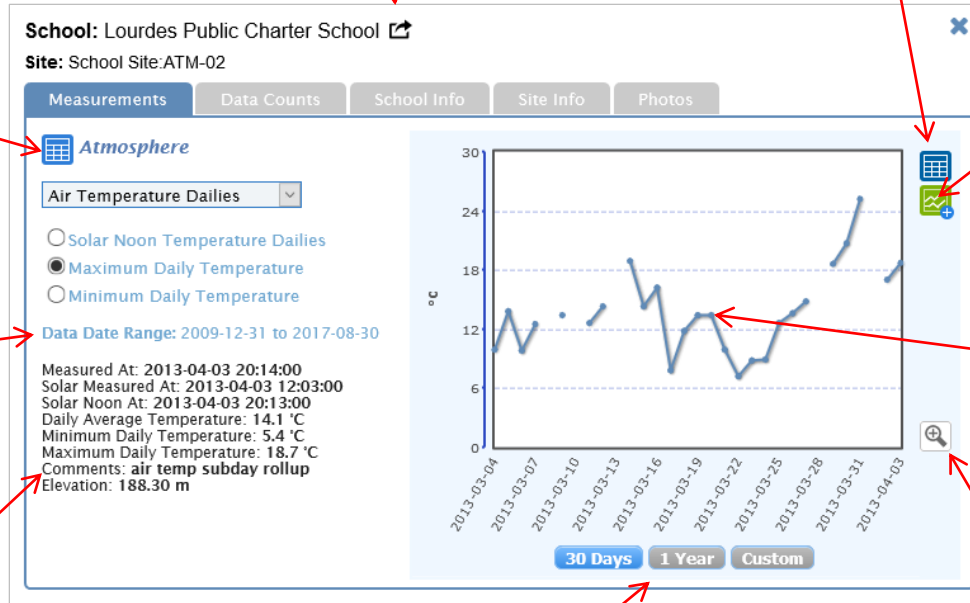 School: Lourdes Public Charter School
Site: School Site:ATM-02
Measurements Data Counts School Info Site Info Photos
Atmosphere
Air Temperature Dailies
Solar Noon Temperature Dailies
Maximum Daily Temperature
Minimum Daily Temperature
Data Date Range: 2009-12-31 to 2017-08-30
Measured At: 2013-04-03 20:14:00
Solar Measured At: 2013-04-03 12:03:00
Solar Noon At: 2013-04-03 20:13:00
Daily Average Temperature: 14.1 °C
Minimum Daily Temperature: 5.4 °C
Maximum Daily Temperature: 18.7 °C
Comments: air temp subday rollup
Elevation: 188.30 m
30
24
18
12
6
0
°C
2013-03-04
2013-03-07
2013-03-10
2013-03-13
2013-03-16
2013-03-19
2013-03-22
2013-03-25
2013-03-28
2013-03-31
2013-04-03
30 Days 1 Year Custom